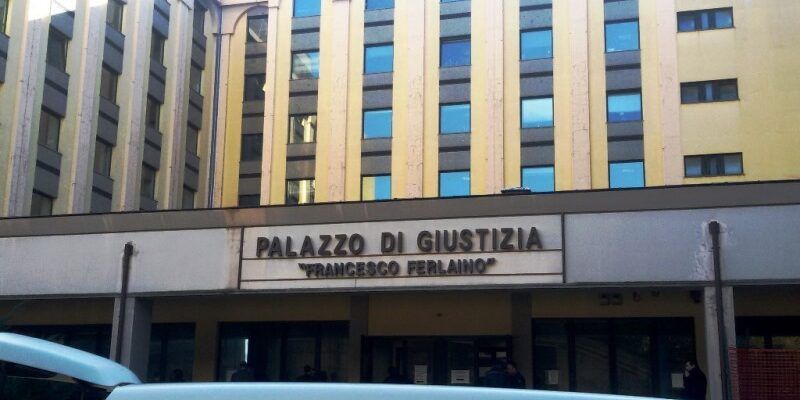 PALAZZO DI GIUSTIZIA
"FRANCESCO FERLAINO"